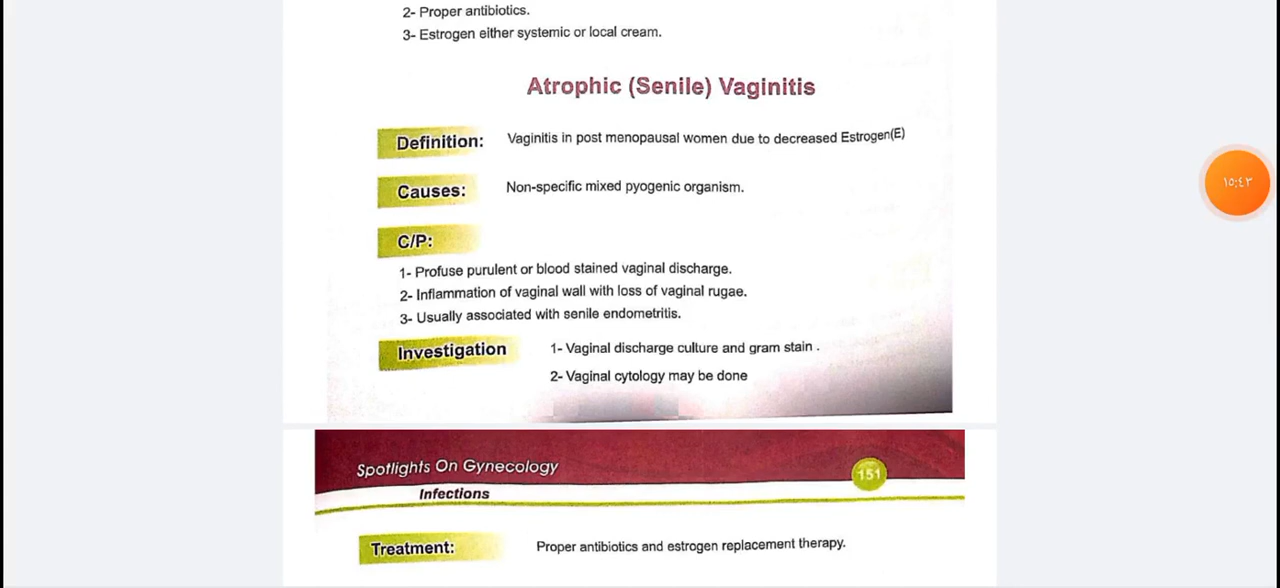 2- Proper antibiotics.
3- Estrogen either systemic or local cream.
Atrophic (Senile) Vaginitis
Definition: Vaginitis in post menopausal women due to decreased Estrogen(E)
Causes: Non-specific mixed pyogenic organism.
C/P:
1- Profuse purulent or blood stained vaginal discharge.
2- Inflammation of vaginal wall with loss of vaginal rugae.
3- Usually associated with senile endometritis.
Investigation 1- Vaginal discharge culture and gram stain .
2- Vaginal cytology may be done
Spotlights On Gynecology 151
Infections
Treatment: Proper antibiotics and estrogen replacement therapy.
١٥:٤٣